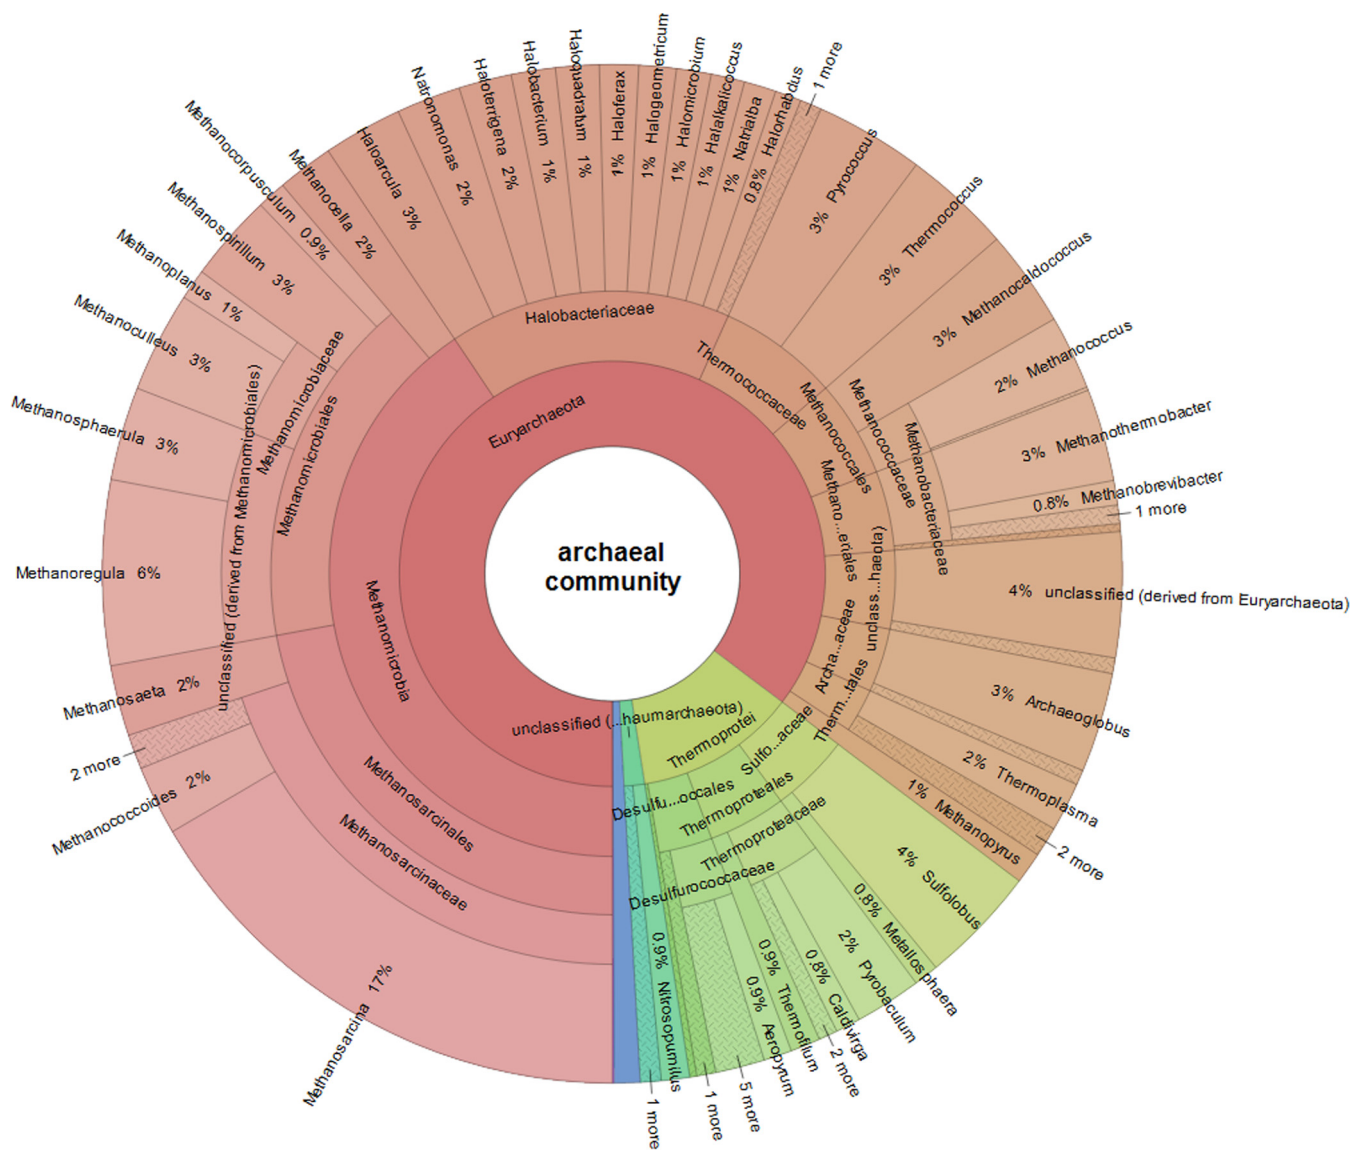 archaeal
community
Euryarchaeota
Methanomicrobia
Methanosarcinales
Methanosarcinaceae
Methanosarcina 17%
Methanococcoides 2%
2 more
Methanosaeta 2%
Methanomicrobiales
unclassified (derived from Methanomicrobiales)
Methanoregula 6%
Methanosphaerula 3%
Methanomicrobiaceae
Methanoculleus 3%
Methanoplanus 1%
Methanospirillum 3%
Methanocorpusculum 0.9%
Methanocella 2%
Halobacteriaceae
Haloarcula 3%
Natronomonas 2%
Haloterrigena 2%
Halobacterium 1%
Haloquadratum 1%
1% Haloferax
1% Halogeometricum
1% Halomicrobium
1% Halalkalicoccus
1% Natrialba
0.8% Halorhabdus
1 more
Thermococcaceae
3% Pyrococcus
3% Thermococcus
Methanococcales
3% Methanocaldococcus
Methanococcaceae
2% Methanococcus
Methano...eriales
Methanobacteriaceae
3% Methanothermobacter
0.8% Methanobrevibacter
1 more
unclass...haeota)
4% unclassified (derived from Euryarchaeota)
Archa...aceae
3% Archaeoglobus
Therm...tales
2% Thermoplasma
2 more
1% Methanopyrus
Thermoprotei
Sulfo...aceae
4% Sulfolobus
0.8% Metallosphaera
Thermoproteales
Thermoproteaceae
2% Pyrobaculum
0.8% Caldivirga
2 more
0.9% Thermofilum
Desulfu...occales
Desulfurococcaceae
0.9% Aeropyrum
5 more
1 more
unclassified (...haumarchaeota)
0.9% Nitrosopumilus
1 more